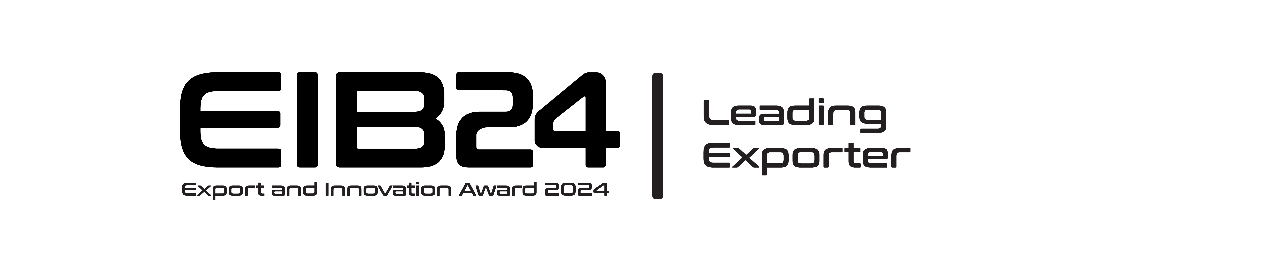 EIB24
Export and Innovation Award 2024
Leading
Exporter